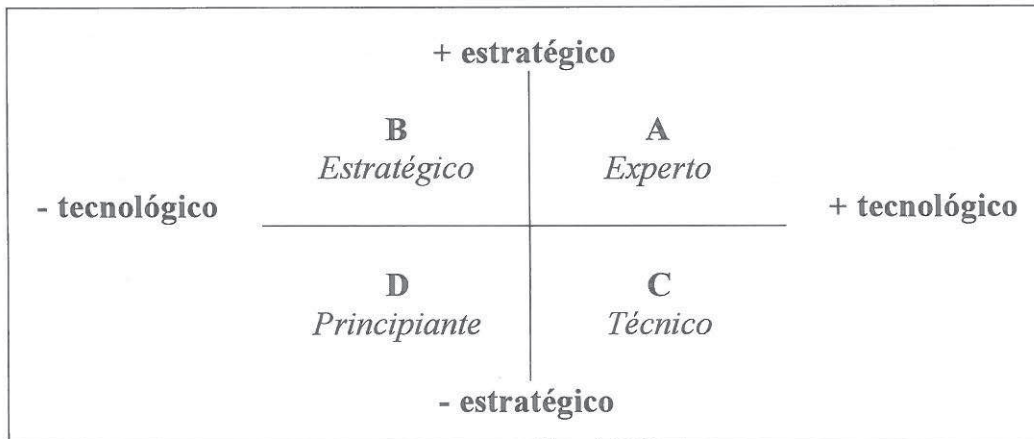 + estratégico
B
Estratégico
A
Experto
- tecnológico
+ tecnológico
D
Principiante
C
Técnico
- estratégico